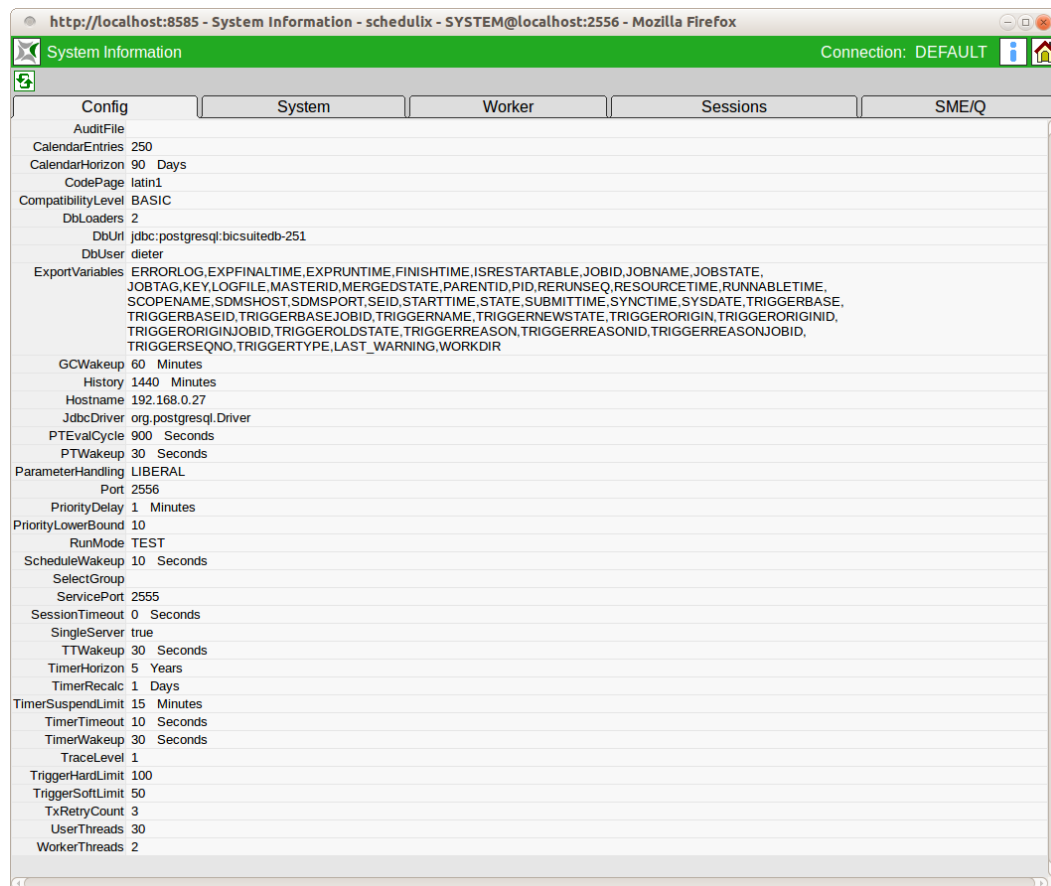 http://localhost:8585 - System Information - schedulix - SYSTEM@localhost:2556 - Mozilla Firefox
System Information Connection: DEFAULT
Config System Worker Sessions SME/Q
AuditFile
CalendarEntries 250
CalendarHorizon 90 Days
CodePage latin1
CompatibilityLevel BASIC
DbLoaders 2
DbUrl jdbc:postgresql:bicsuitedb-251
DbUser dieter
ExportVariables ERRORLOG,EXPFINALTIME,EXPRUNTIME,FINISHTIME,ISRESTARTABLE,JOBID,JOBNAME,JOBSTATE,
JOBTAG,KEY,LOGFILE,MASTERID,MERGEDSTATE,PARENTID,PID,RERUNSEQ,RESOURCETIME,RUNNABLETIME,
SCOPENAME,SDMSHOST,SDMSPORT,SEID,STARTTIME,STATE,SUBMITTIME,SYNCTIME,SYSDATE,TRIGGERBASE,
TRIGGERBASEID,TRIGGERBASEJOBID,TRIGGERNAME,TRIGGERNEWSTATE,TRIGGERORIGIN,TRIGGERORIGINID,
TRIGGERORIGINJOBID,TRIGGEROLDSTATE,TRIGGERREASON,TRIGGERREASONID,TRIGGERREASONJOBID,
TRIGGERSEQNO,TRIGGERTYPE,LAST_WARNING,WORKDIR
GCWakeup 60 Minutes
History 1440 Minutes
Hostname 192.168.0.27
JdbcDriver org.postgresql.Driver
PTEvalCycle 900 Seconds
PTWakeup 30 Seconds
ParameterHandling LIBERAL
Port 2556
PriorityDelay 1 Minutes
PriorityLowerBound 10
RunMode TEST
ScheduleWakeup 10 Seconds
SelectGroup
ServicePort 2555
SessionTimeout 0 Seconds
SingleServer true
TTWakeup 30 Seconds
TimerHorizon 5 Years
TimerRecalc 1 Days
TimerSuspendLimit 15 Minutes
TimerTimeout 10 Seconds
TimerWakeup 30 Seconds
TraceLevel 1
TriggerHardLimit 100
TriggerSoftLimit 50
TxRetryCount 3
UserThreads 30
WorkerThreads 2